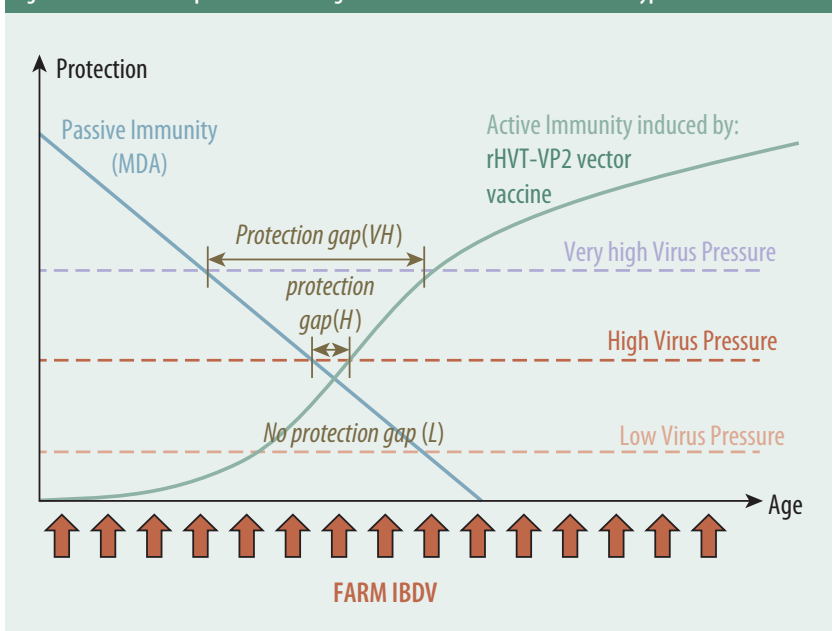 Protection
Passive Immunity
(MDA)
Active Immunity induced by:
rHVT-VP2 vector
vaccine
Protection gap(VH)
Very high Virus Pressure
protection
gap(H)
High Virus Pressure
No protection gap (L)
Low Virus Pressure
Age
FARM IBDV